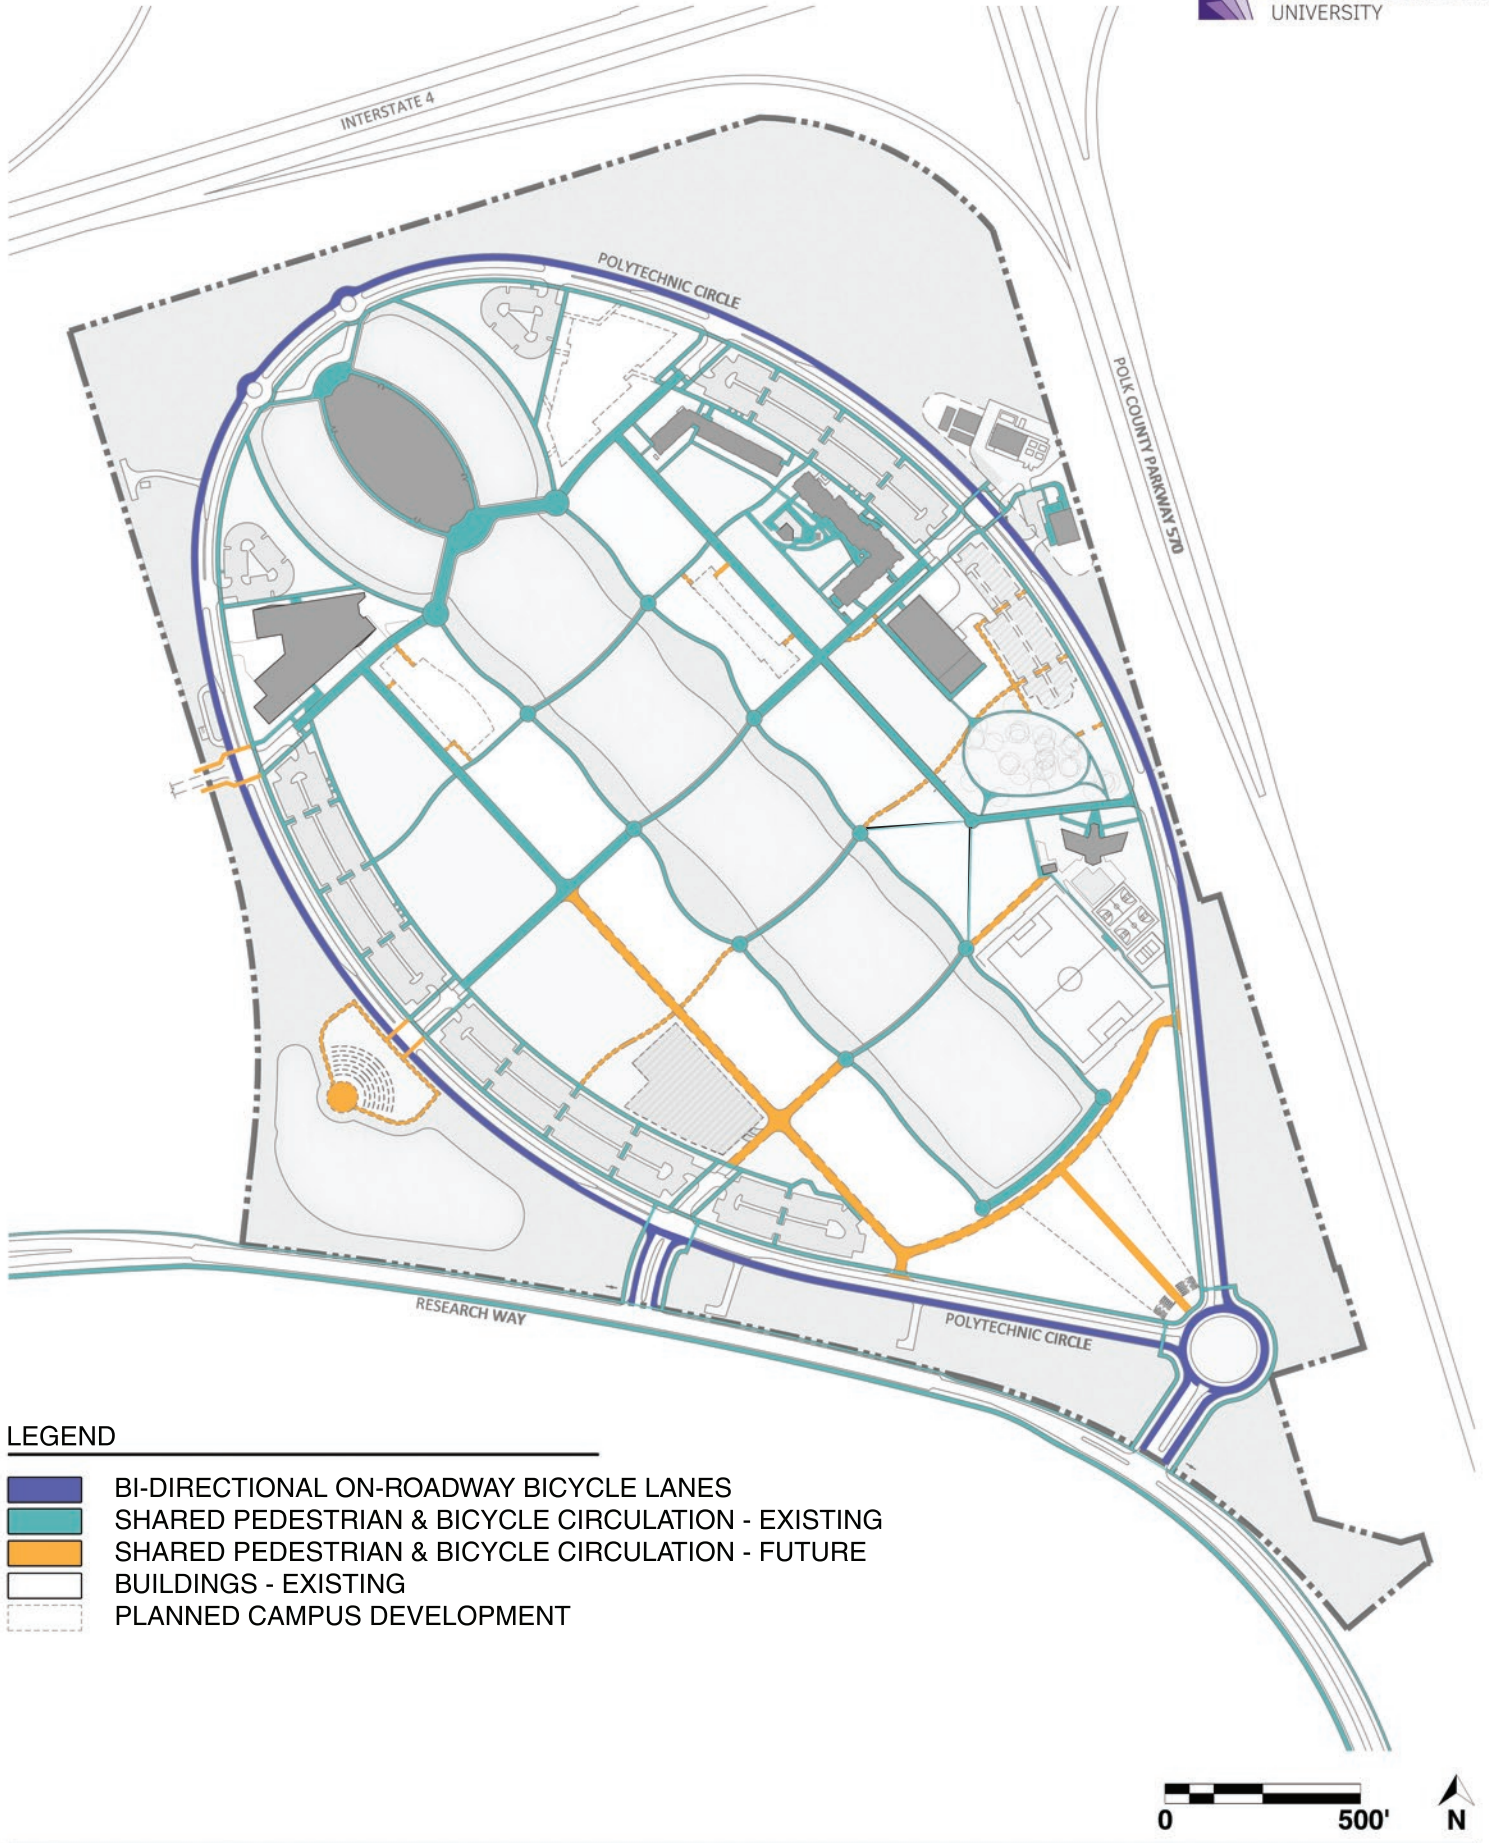 UNIVERSITY
INTERSTATE 4
POLYTECHNIC CIRCLE
POLK COUNTY PARKWAY 570
RESEARCH WAY
POLYTECHNIC CIRCLE
LEGEND
BI-DIRECTIONAL ON-ROADWAY BICYCLE LANES
SHARED PEDESTRIAN & BICYCLE CIRCULATION - EXISTING
SHARED PEDESTRIAN & BICYCLE CIRCULATION - FUTURE
BUILDINGS - EXISTING
PLANNED CAMPUS DEVELOPMENT
0 500' N